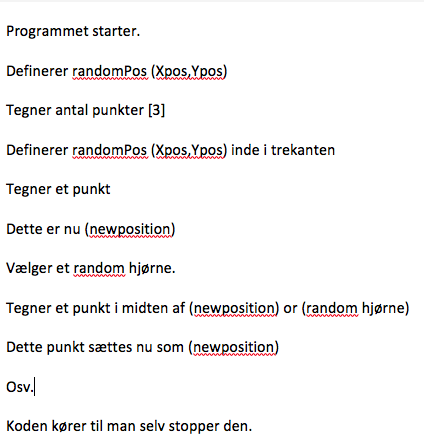 Programmet starter.
Definerer randomPos (Xpos,Ypos)
Tegner antal punkter [3]
Definerer randomPos (Xpos,Ypos) inde i trekanten
Tegner et punkt
Dette er nu (newposition)
Vælger et random hjørne.
Tegner et punkt i midten af (newposition) or (random hjørne)
Dette punkt sættes nu som (newposition)
Osv.
Koden kører til man selv stopper den.